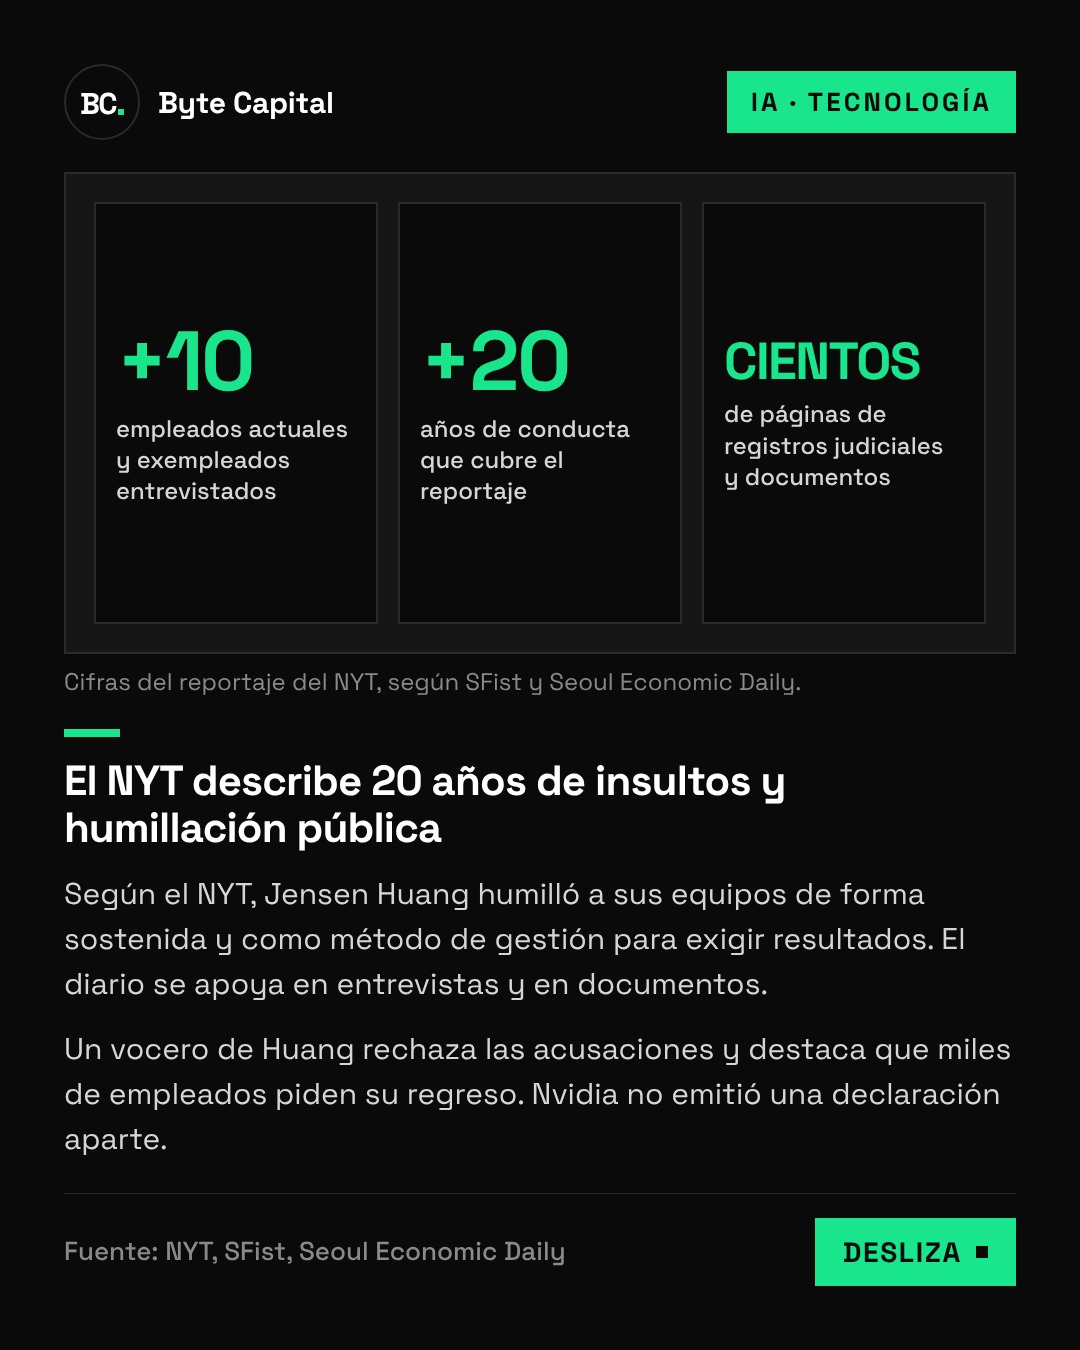 BC.
Byte Capital
IA · TECNOLOGÍA
+10
empleados actuales
y exempleados
entrevistados
+20
años de conducta
que cubre el
reportaje
CIENTOS
de páginas de
registros judiciales
y documentos
Cifras del reportaje del NYT, según SFist y Seoul Economic Daily.
El NYT describe 20 años de insultos y
humillación pública
Según el NYT, Jensen Huang humilló a sus equipos de forma
sostenida y como método de gestión para exigir resultados. El
diario se apoya en entrevistas y en documentos.
Un vocero de Huang rechaza las acusaciones y destaca que miles
de empleados piden su regreso. Nvidia no emitió una declaración
aparte.
Fuente: NYT, SFist, Seoul Economic Daily
DESLIZA